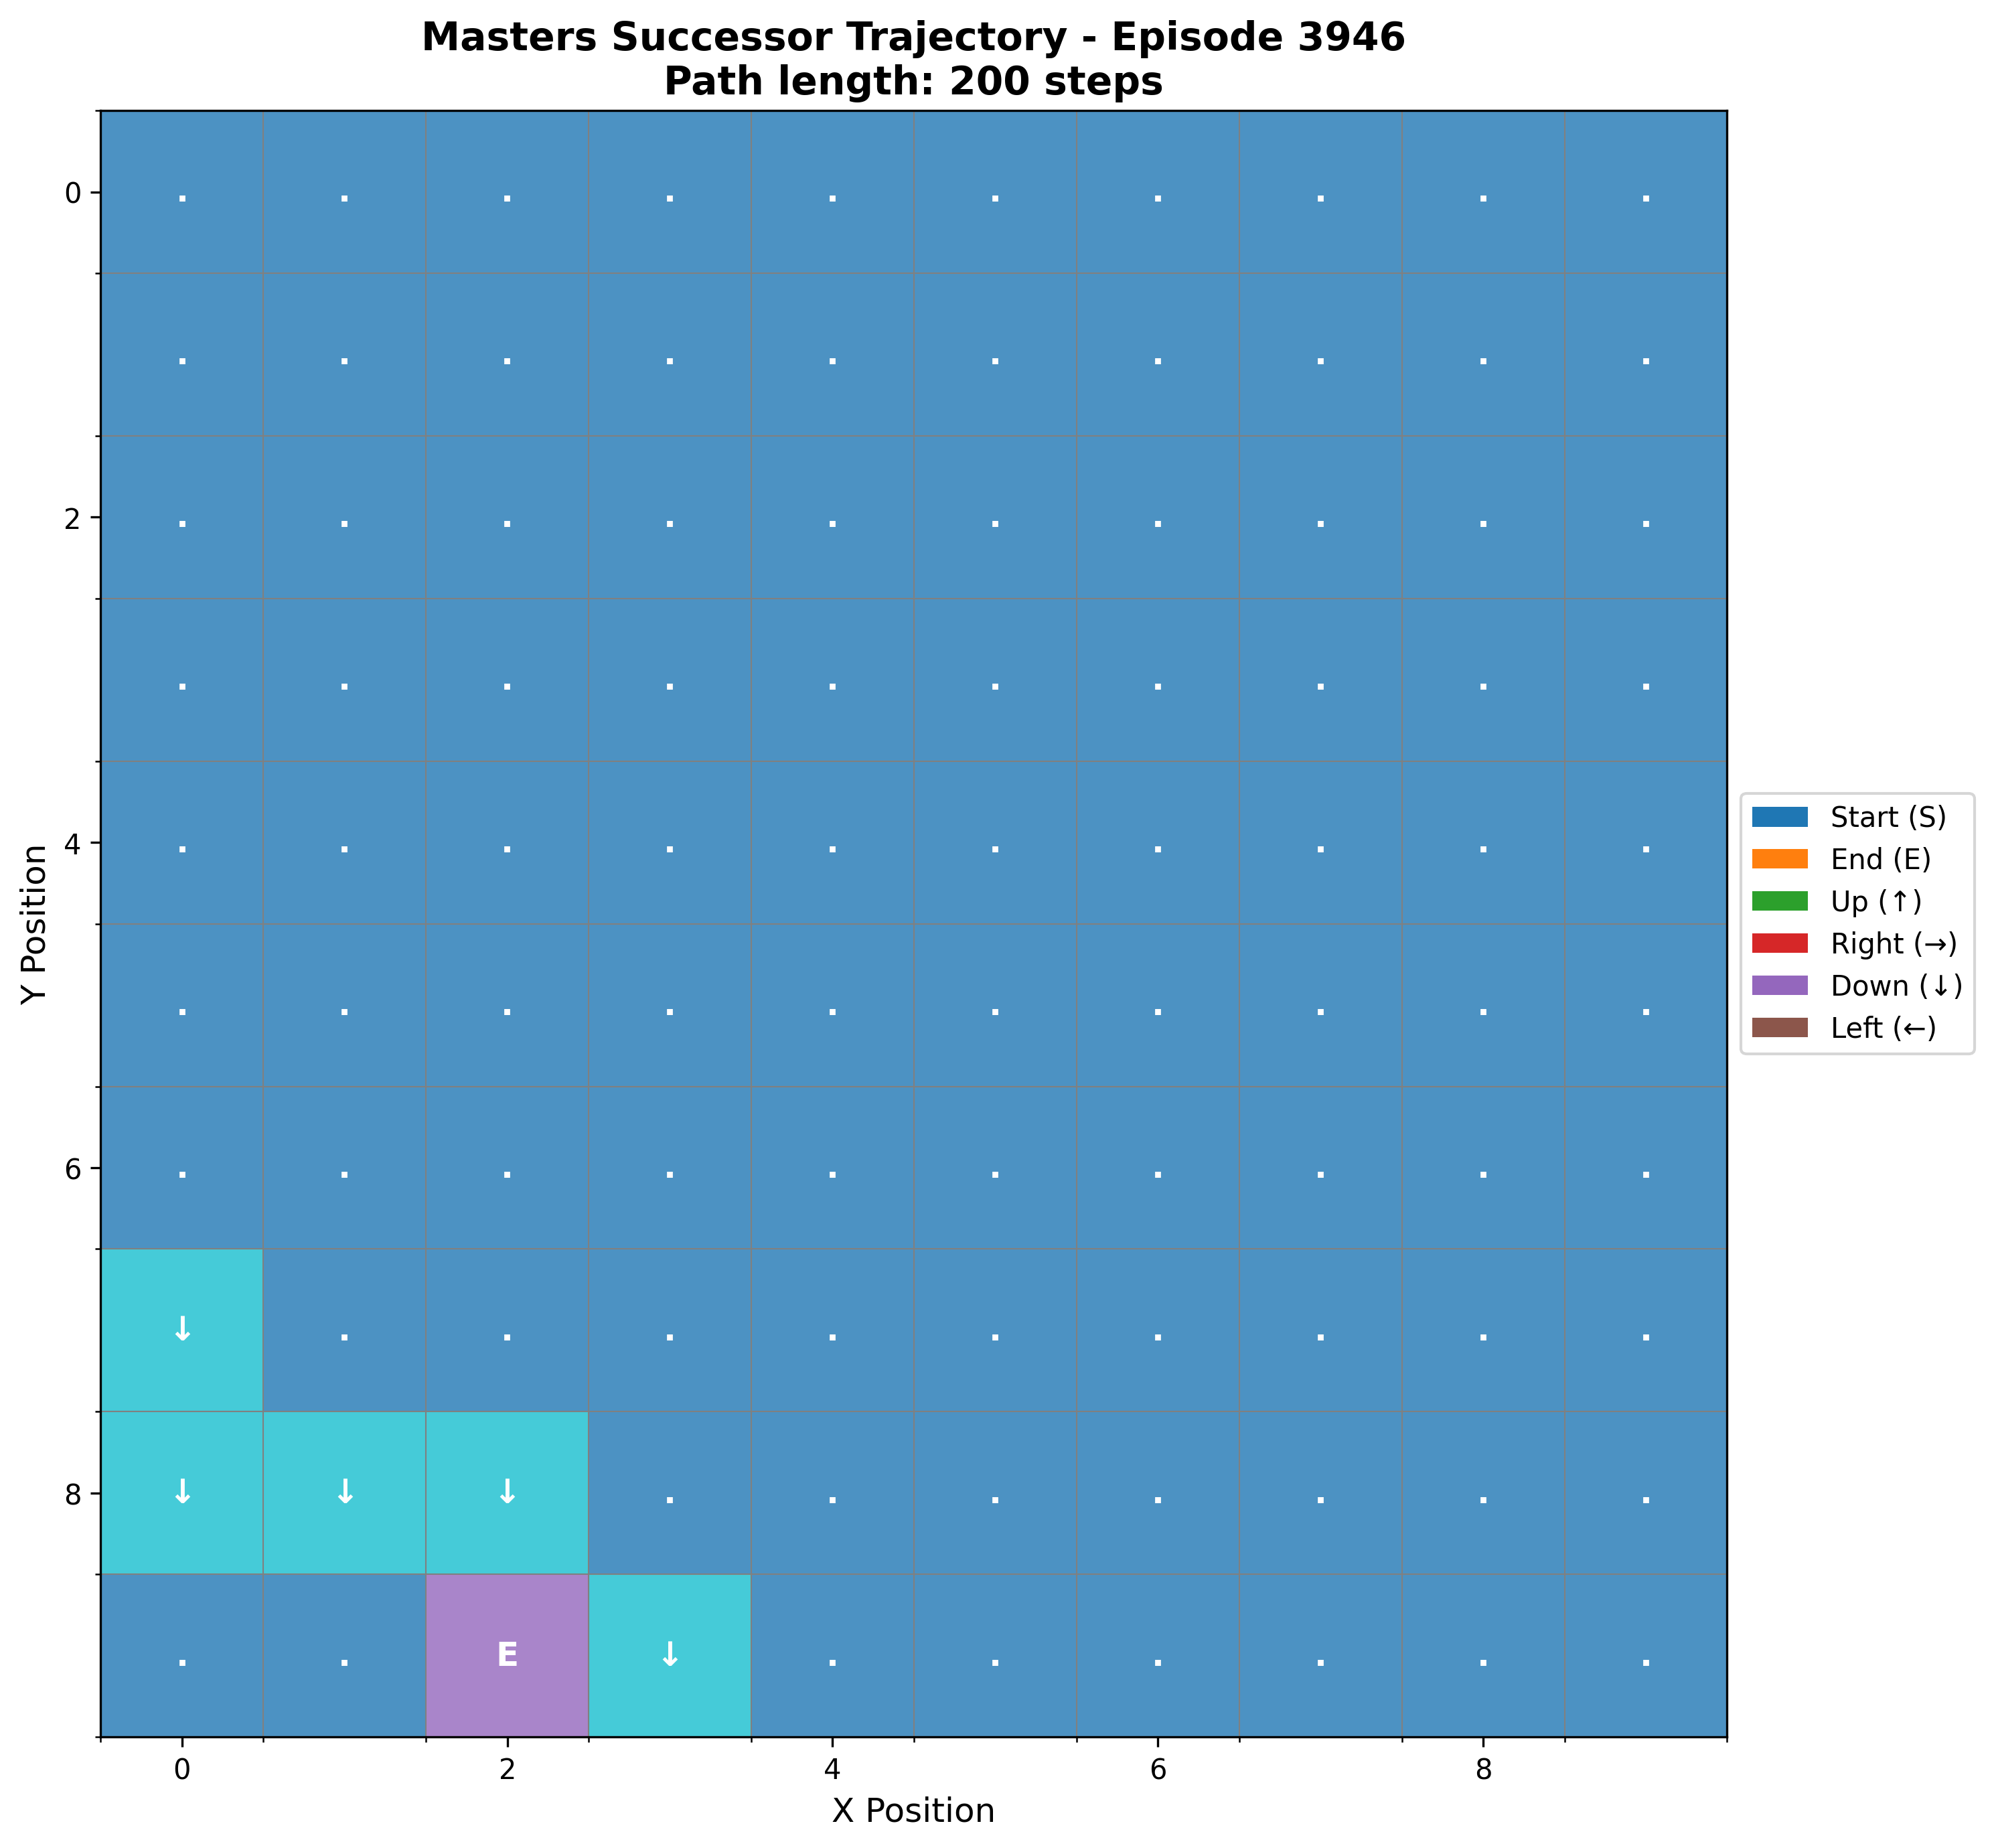 Masters Successor Trajectory - Episode 3946
Path length: 200 steps
Y Position
0
2
4
6
8
. . . . . . . . . .
. . . . . . . . . .
. . . . . . . . . .
. . . . . . . . . .
. . . . . . . . . .
. . . . . . . . . .
. . . . . . . . . .
↓ . . . . . . . . .
↓ ↓ ↓ . . . . . . .
. . E ↓ . . . . . .
0 2 4 6 8
X Position
Start (S)
End (E)
Up (↑)
Right (→)
Down (↓)
Left (←)